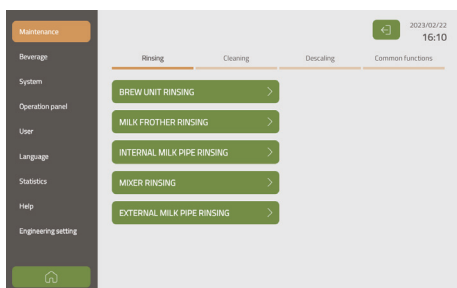 Maintenance
Beverage
System
Operation panel
User
Language
Statistics
Help
Engineering setting
2023/02/22
16:10
Rinsing Cleaning Descaling Common functions
BREW UNIT RINSING
MILK FROTHER RINSING
INTERNAL MILK PIPE RINSING
MIXER RINSING
EXTERNAL MILK PIPE RINSING